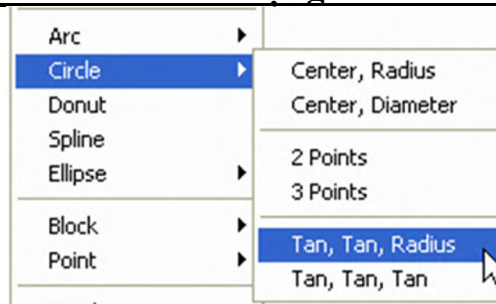 Arc
Circle
Donut
Spline
Ellipse
Block
Point
Center, Radius
Center, Diameter
2 Points
3 Points
Tan, Tan, Radius
Tan, Tan, Tan